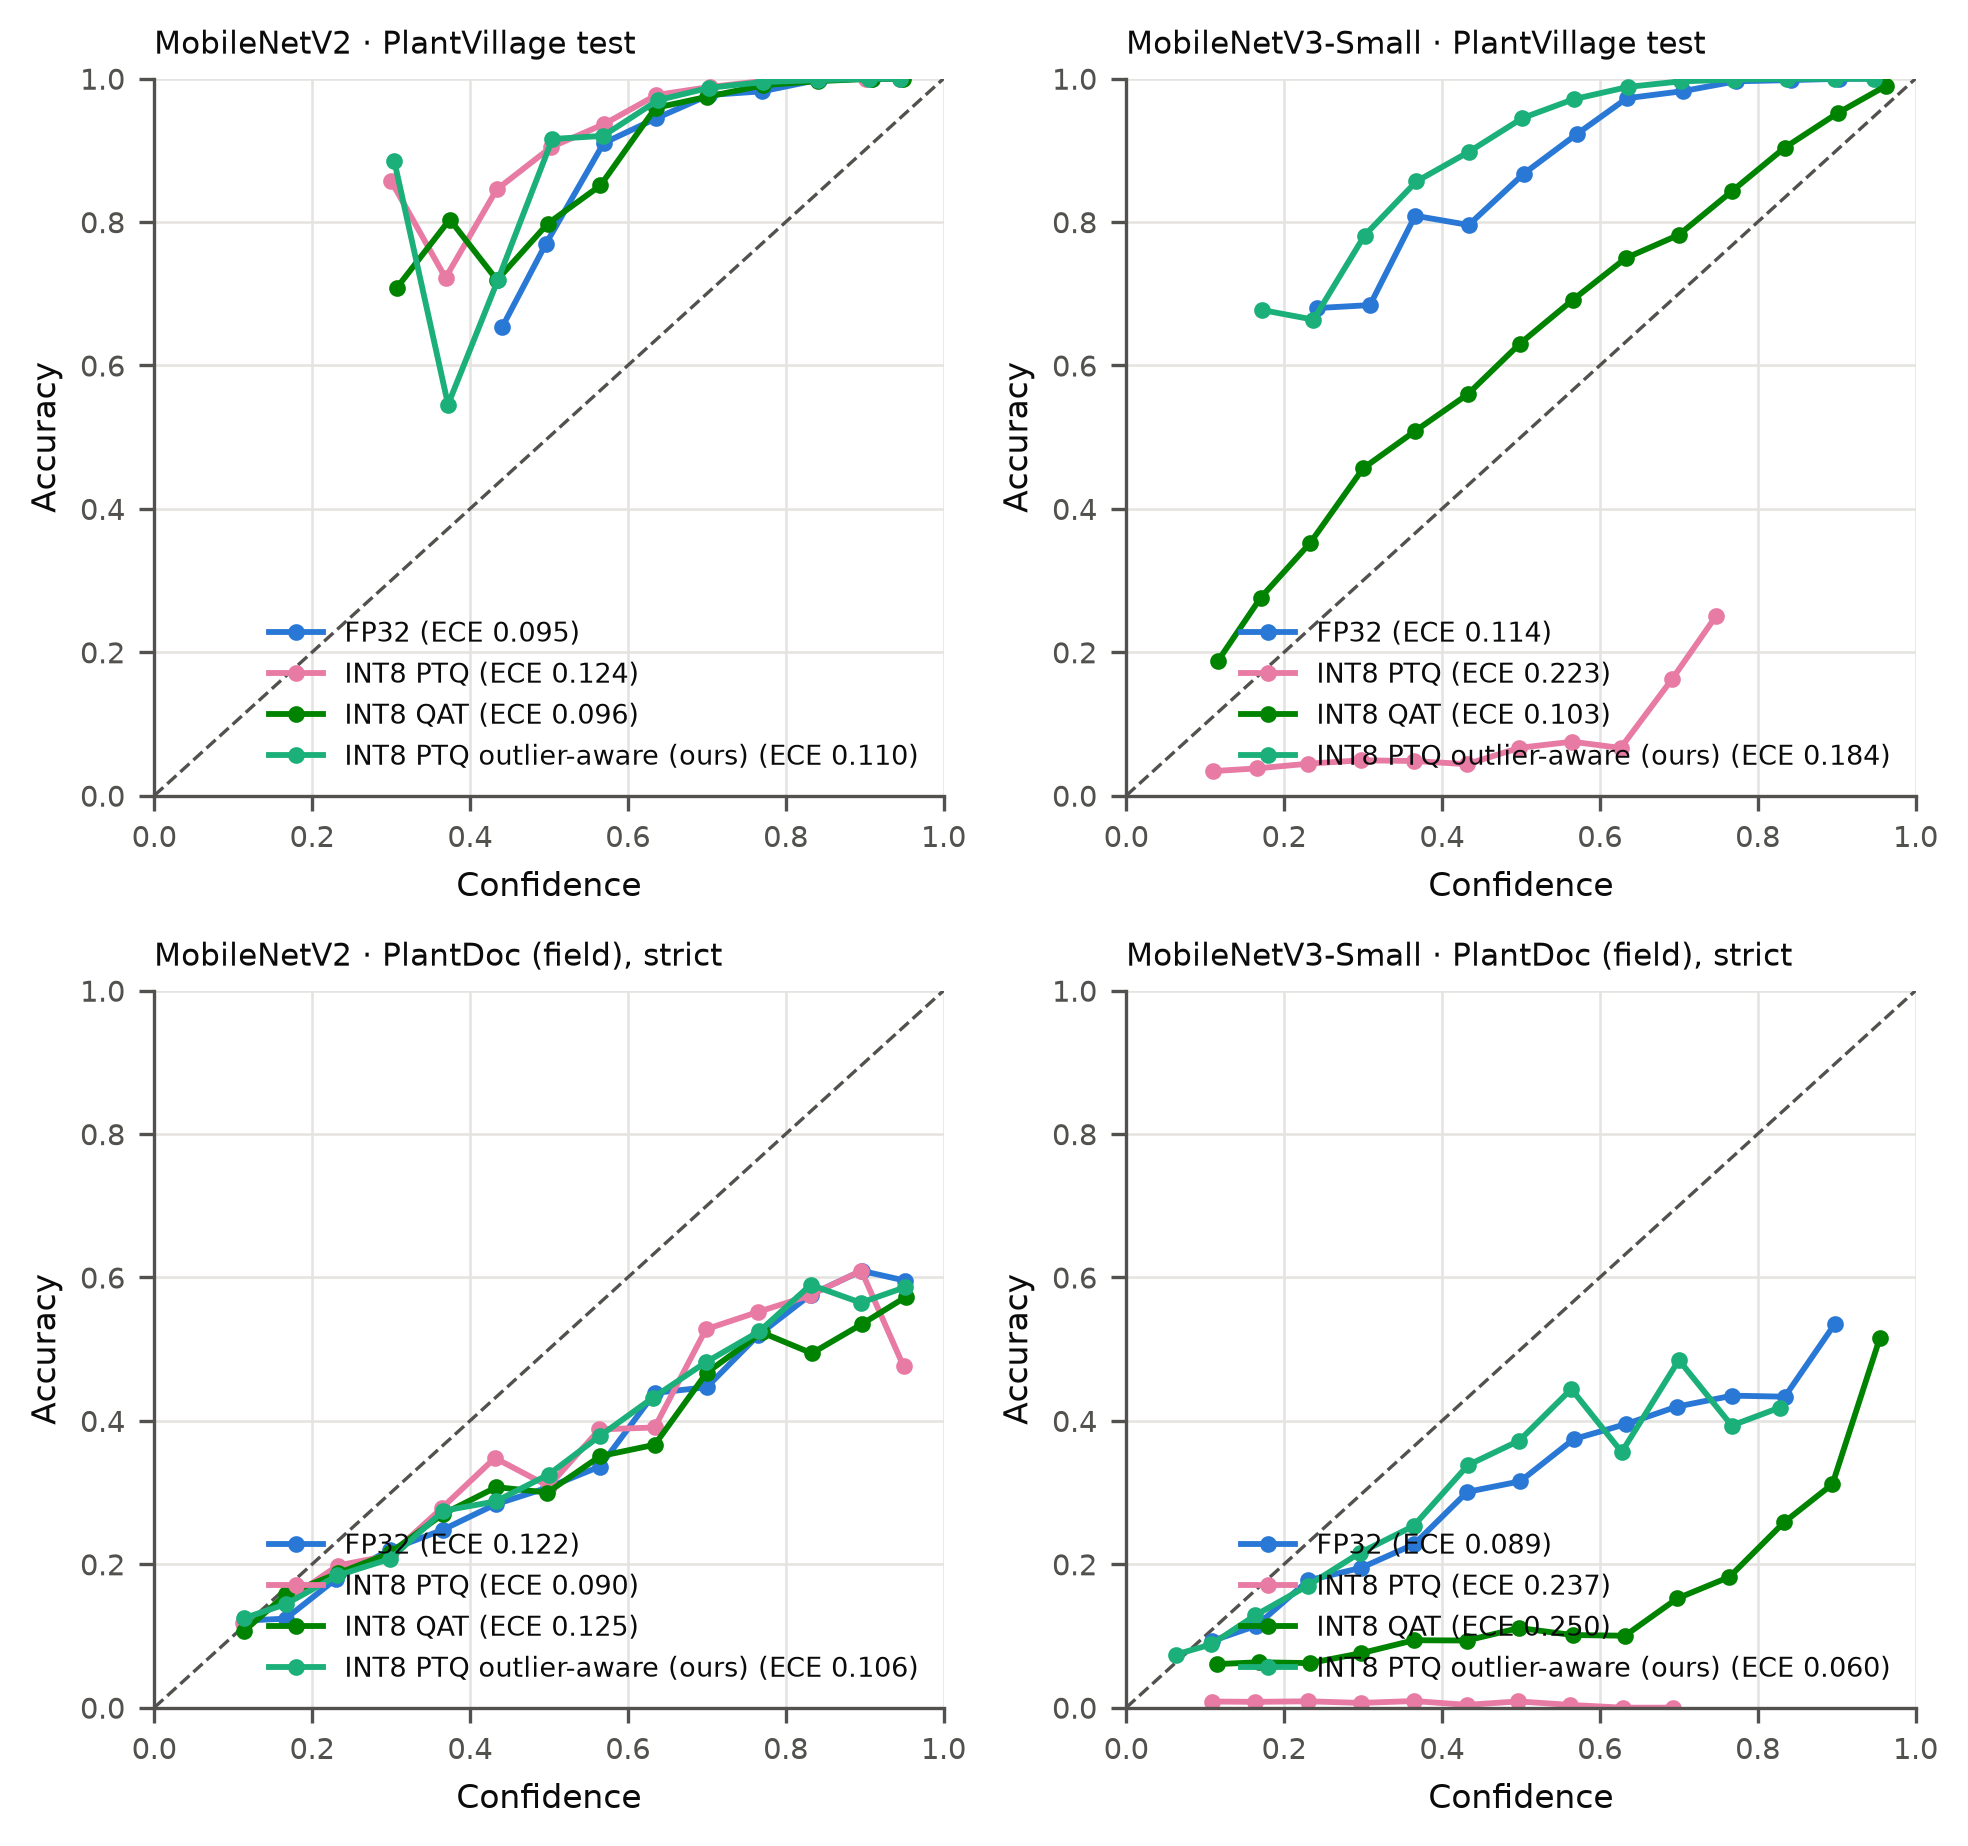 MobileNetV2 · PlantVillage test
1.0
0.8
0.6
0.4
0.2
0.0
Accuracy
FP32 (ECE 0.095)
INT8 PTQ (ECE 0.124)
INT8 QAT (ECE 0.096)
INT8 PTQ outlier-aware (ours) (ECE 0.110)
0.0 0.2 0.4 0.6 0.8 1.0
Confidence
MobileNetV3-Small · PlantVillage test
1.0
0.8
0.6
0.4
0.2
0.0
Accuracy
FP32 (ECE 0.114)
INT8 PTQ (ECE 0.223)
INT8 QAT (ECE 0.103)
INT8 PTQ outlier-aware (ours) (ECE 0.184)
0.0 0.2 0.4 0.6 0.8 1.0
Confidence
MobileNetV2 · PlantDoc (field), strict
1.0
0.8
0.6
0.4
0.2
0.0
Accuracy
FP32 (ECE 0.122)
INT8 PTQ (ECE 0.090)
INT8 QAT (ECE 0.125)
INT8 PTQ outlier-aware (ours) (ECE 0.106)
0.0 0.2 0.4 0.6 0.8 1.0
Confidence
MobileNetV3-Small · PlantDoc (field), strict
1.0
0.8
0.6
0.4
0.2
0.0
Accuracy
FP32 (ECE 0.089)
INT8 PTQ (ECE 0.237)
INT8 QAT (ECE 0.250)
INT8 PTQ outlier-aware (ours) (ECE 0.060)
0.0 0.2 0.4 0.6 0.8 1.0
Confidence